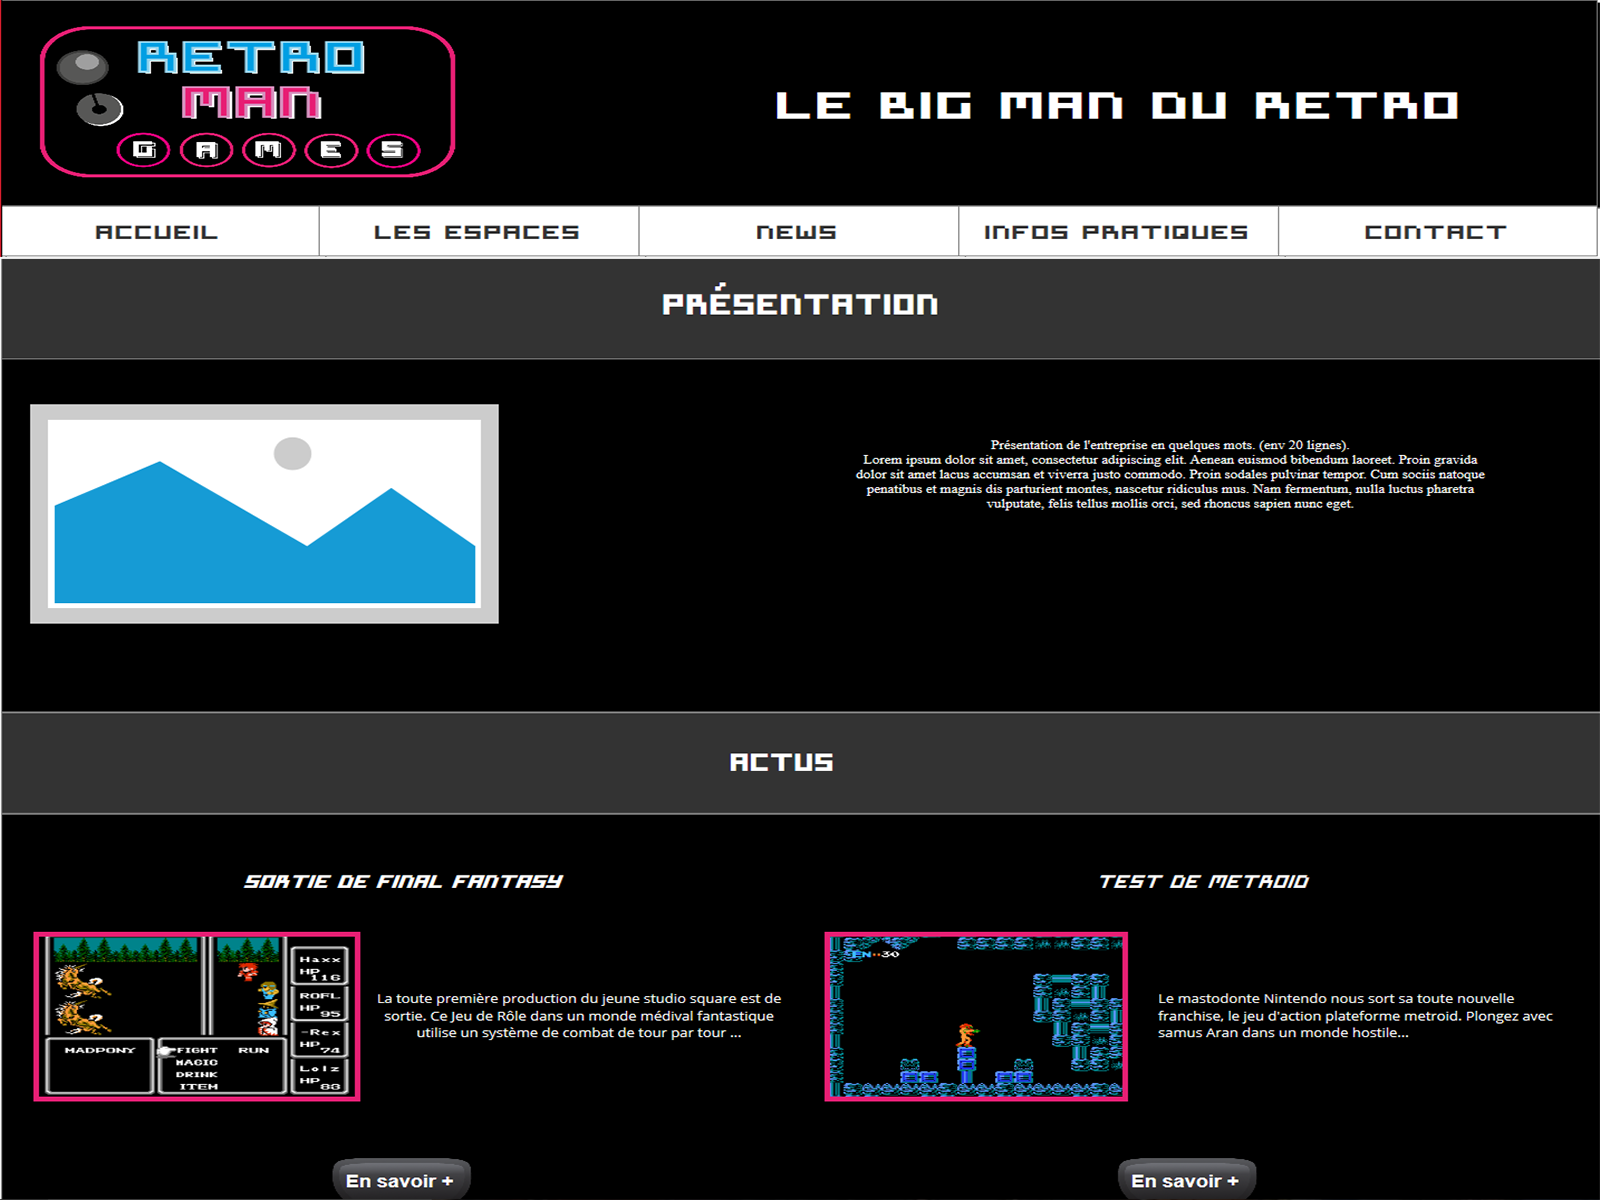 RETRO
MAN
GAMES
LE BIG MAN DU RETRO
ACCUEIL
LES ESPACES
NEWS
INFOS PRATIQUES
CONTACT
PRÉSENTATION
Présentation de l'entreprise en quelques mots. (env 20 lignes).
Lorem ipsum dolor sit amet, consectetur adipiscing elit. Aenean euismod bibendum laoreet. Proin gravida
dolor sit amet lacus accumsan et viverra justo commodo. Proin sodales pulvinar tempor. Cum sociis natoque
penatibus et magnis dis parturient montes, nascetur ridiculus mus. Nam fermentum, nulla luctus pharetra
vulputate, felis tellus mollis orci, sed rhoncus sapien nunc eget.
ACTUS
SORTIE DE FINAL FANTASY
Haxx
HP
116
ROFL
HP
95
-Rex
HP
74
Lolz
HP
83
MADPONY
FIGHT RUN
MAGIC
DRINK
ITEM
La toute première production du jeune studio square est de
sortie. Ce Jeu de Rôle dans un monde médival fantastique
utilise un système de combat de tour par tour ...
En savoir +
TEST DE METROID
EN..30
Le mastodonte Nintendo nous sort sa toute nouvelle
franchise, le jeu d'action plateforme metroid. Plongez avec
samus Aran dans un monde hostile...
En savoir +